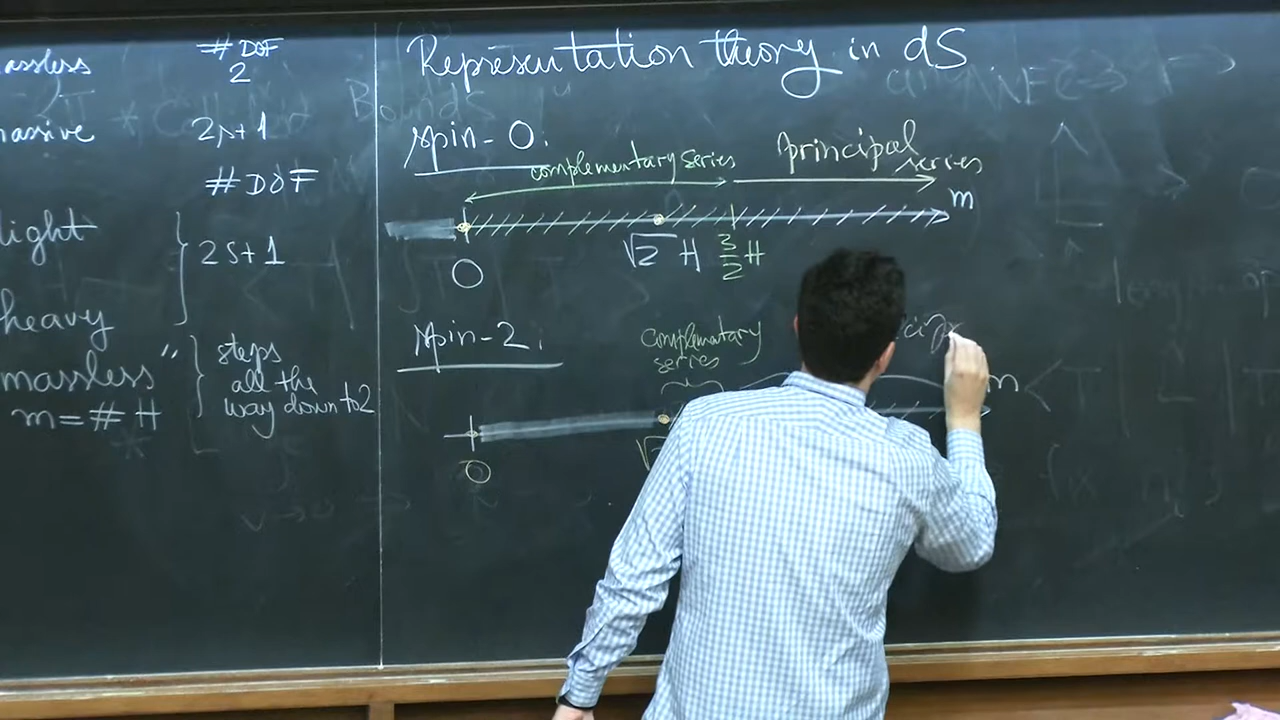 assless # DOF
2
massive 2s+1
# DOF
light 2s+1
heavy
massless " steps
all the
m = # H way down to 2
Representation theory in dS
spin-0:
complementary series principal series
m
0 √2 H 3/2 H
spin-2:
complementary
series
m
0